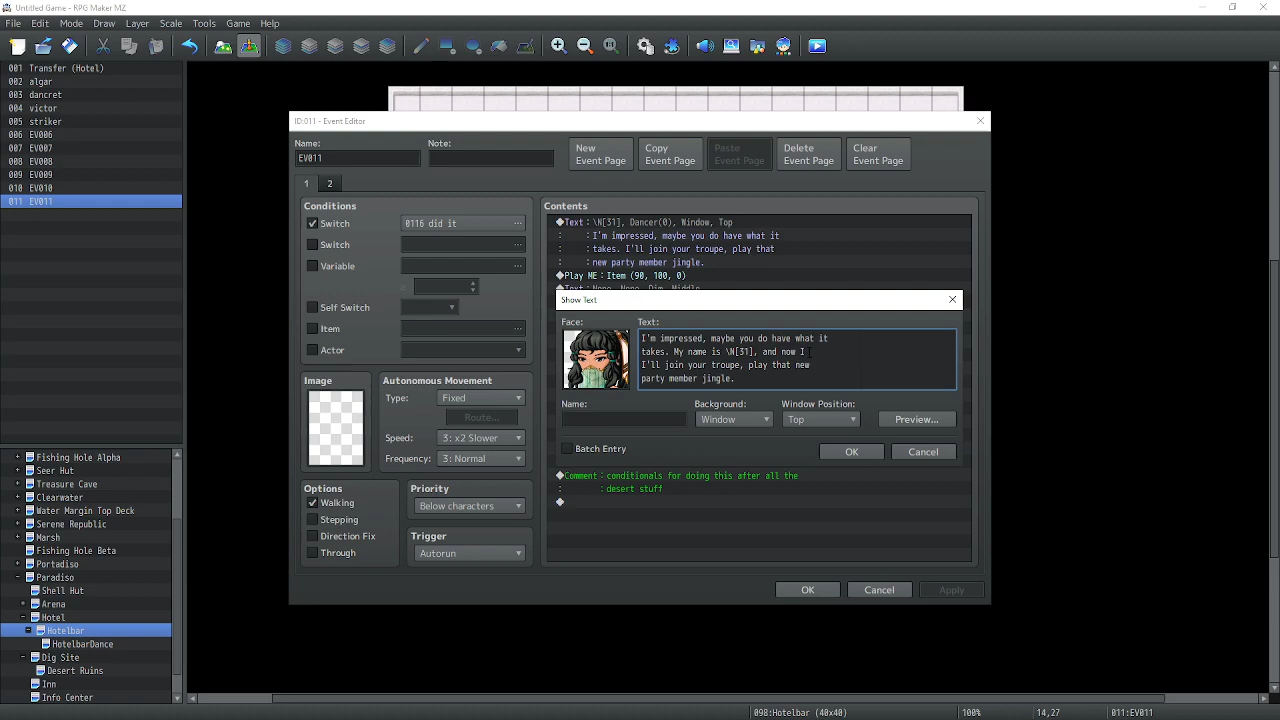 Untitled Game - RPG Maker MZ
File Edit Mode Draw Layer Scale Tools Game Help
001 Transfer (Hotel)
002 algar
003 dancret
004 victor
005 striker
006 EV006
007 EV007
008 EV008
009 EV009
010 EV010
011 EV011
Fishing Hole Alpha
Seer Hut
Treasure Cave
Clearwater
Water Margin Top Deck
Serene Republic
Marsh
Fishing Hole Beta
Portadiso
Paradiso
Shell Hut
Arena
Hotel
Hotelbar
HotelbarDance
Dig Site
Desert Ruins
Inn
Info Center
ID:011 - Event Editor
Name:
EV011
Note:
New Event Page
Copy Event Page
Paste Event Page
Delete Event Page
Clear Event Page
1 2
Conditions
Switch 0116 did it ...
Switch ...
Variable ...
Self Switch
Item ...
Actor
Image
Autonomous Movement
Type: Fixed
Route...
Speed: 3: x2 Slower
Frequency: 3: Normal
Options
Walking
Stepping
Direction Fix
Through
Priority
Below characters
Trigger
Autorun
Contents
◆Text : \N[31], Dancer(0), Window, Top
: : I'm impressed, maybe you do have what it
: : takes. I'll join your troupe, play that
: : new party member jingle.
◆Play ME : Item (90, 100, 0)
◆Text : None, None, Dim, Middle
Show Text
Face:
Text:
I'm impressed, maybe you do have what it
takes. My name is \N[31], and now I
I'll join your troupe, play that new
party member jingle.
Name:
Background:
Window
Window Position:
Top
Preview...
Batch Entry
OK
Cancel
◆Comment : conditionals for doing this after all the
: : desert stuff
◆
OK
Cancel
Apply
098:Hotelbar (40x40) 100% 14,27 011:EV011